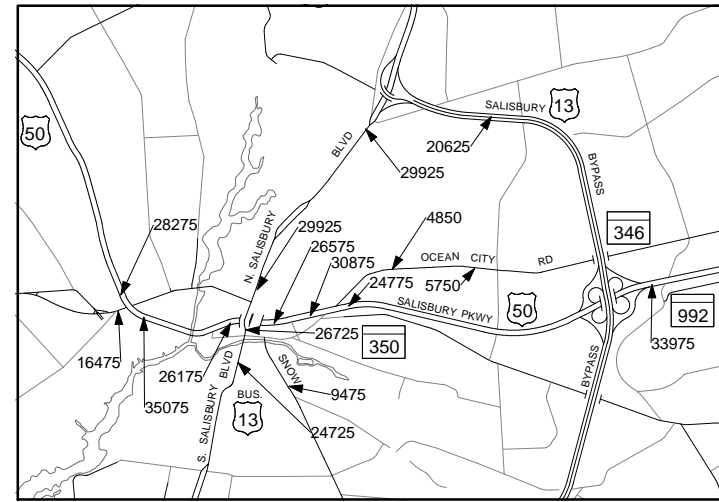 SALISBURY
13
50
BLVD
20625
29925
BYPASS
28275
N. SALISBURY
29925
26575
30875
4850
OCEAN CITY RD
346
5750
24775
SALISBURY PKWY
50
992
26725
350
16475
26175
35075
BLVD
SNOW
9475
33975
BYPASS
S. SALISBURY
BUS.
13
24725